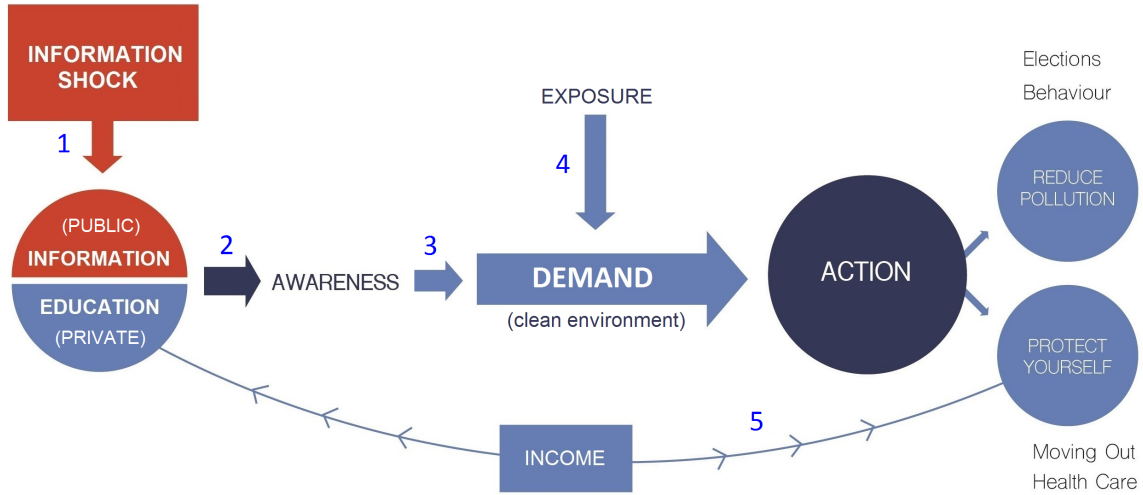 INFORMATION
SHOCK
1
(PUBLIC)
INFORMATION
EDUCATION
(PRIVATE)
2
AWARENESS
3
EXPOSURE
4
DEMAND
(clean environment)
ACTION
Elections
Behaviour
REDUCE
POLLUTION
PROTECT
YOURSELF
Moving Out
Health Care
INCOME
5